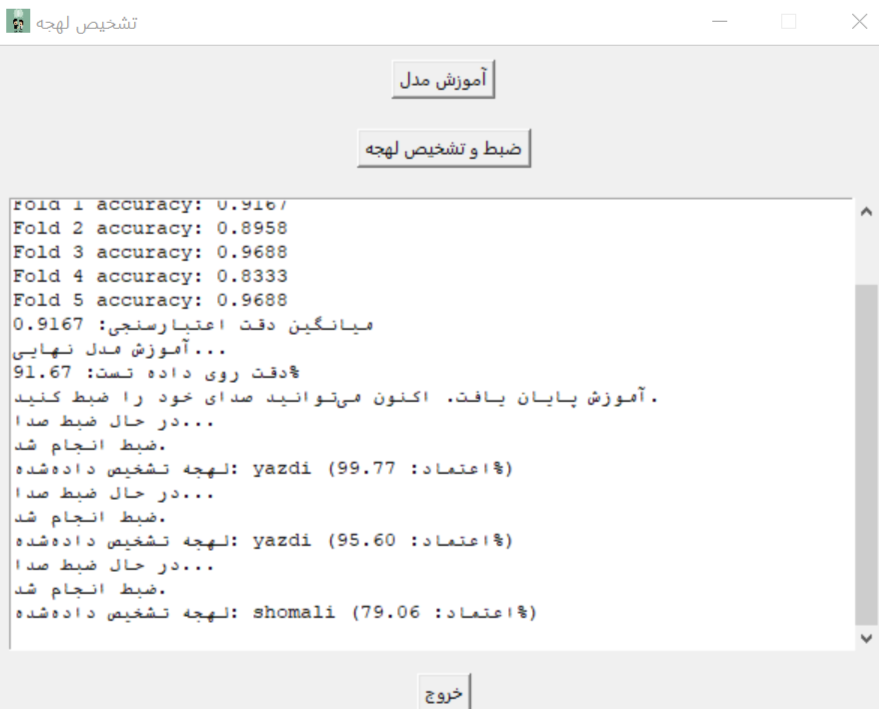 تشخیص لهجه
آموزش مدل
ضبط و تشخیص لهجه
Fold 1 accuracy: 0.9167
Fold 2 accuracy: 0.8958
Fold 3 accuracy: 0.9688
Fold 4 accuracy: 0.8333
Fold 5 accuracy: 0.9688
میانگین دقت اعتبارسنجی: 0.9167
آموزش مدل نهایی...
دقت روی داده تست: 91.67%
آموزش پایان یافت. اکنون می‌توانید صدای خود را ضبط کنید.
در حال ضبط صدا...
ضبط انجام شد.
لهجه تشخیص داده‌شده: yazdi (اعتماد: 99.77%)
در حال ضبط صدا...
ضبط انجام شد.
لهجه تشخیص داده‌شده: yazdi (اعتماد: 95.60%)
در حال ضبط صدا...
ضبط انجام شد.
لهجه تشخیص داده‌شده: shomali (اعتماد: 79.06%)
خروج